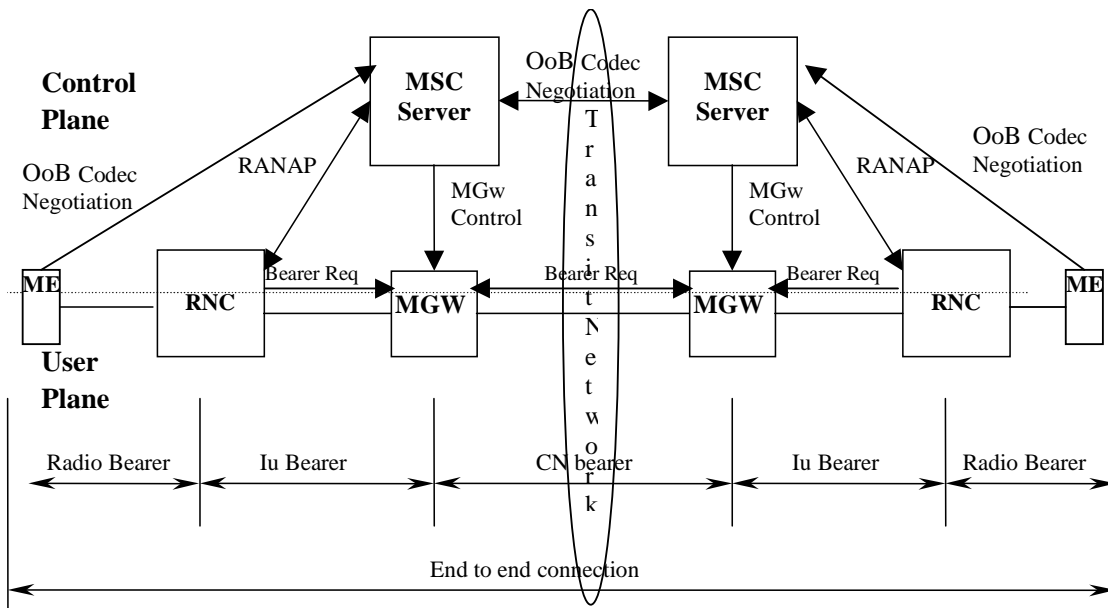 Control
Plane
MSC
Server
OoB Codec
Negotiation
MSC
Server
OoB Codec
Negotiation
RANAP
MGw
Control
Transit Network
MGw
Control
RANAP
OoB Codec
Negotiation
ME
RNC
Bearer Req
MGW
Bearer Req
MGW
Bearer Req
RNC
ME
User
Plane
Radio Bearer
Iu Bearer
CN bearer
Iu Bearer
Radio Bearer
End to end connection